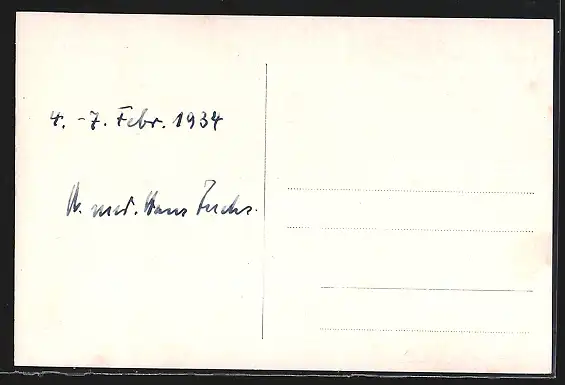 4. - 7. Febr. 1934
Dr. med. Hans Fuchs.